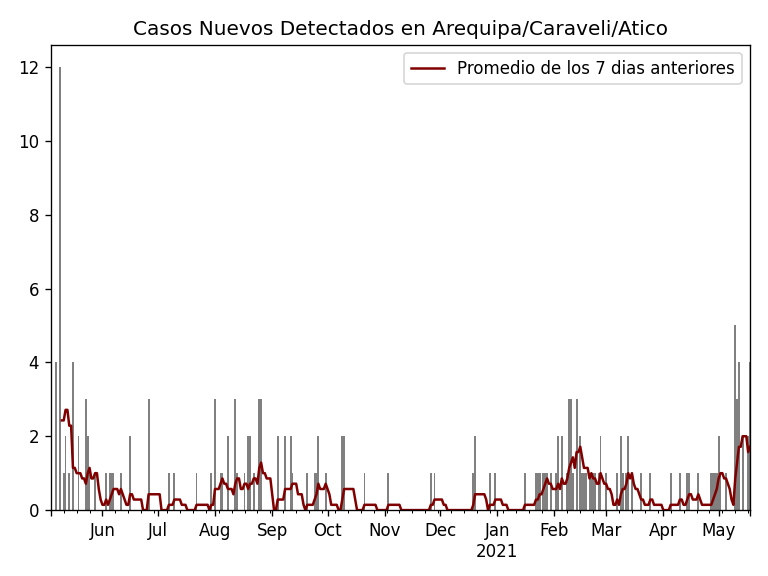 Casos Nuevos Detectados en Arequipa/Caraveli/Atico
Promedio de los 7 dias anteriores
12
10
8
6
4
2
0
Jun Jul Aug Sep Oct Nov Dec Jan Feb Mar Apr May
2021